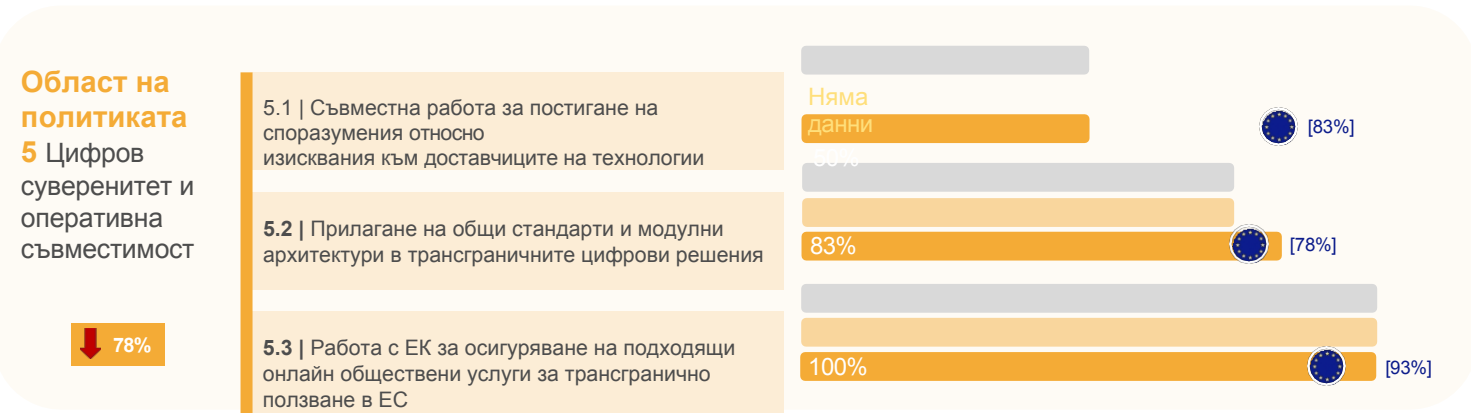 Област на
политиката
5 Цифров
суверенитет и
оперативна
съвместимост
78%
5.1 | Съвместна работа за постигане на
споразумения относно
изисквания към доставчиците на технологии
Няма
данни
[83%]
5.2 | Прилагане на общи стандарти и модулни
архитектури в трансграничните цифрови решения
83%
[78%]
5.3 | Работа с ЕК за осигуряване на подходящи
онлайн обществени услуги за трансгранично
ползване в ЕС
100%
[93%]